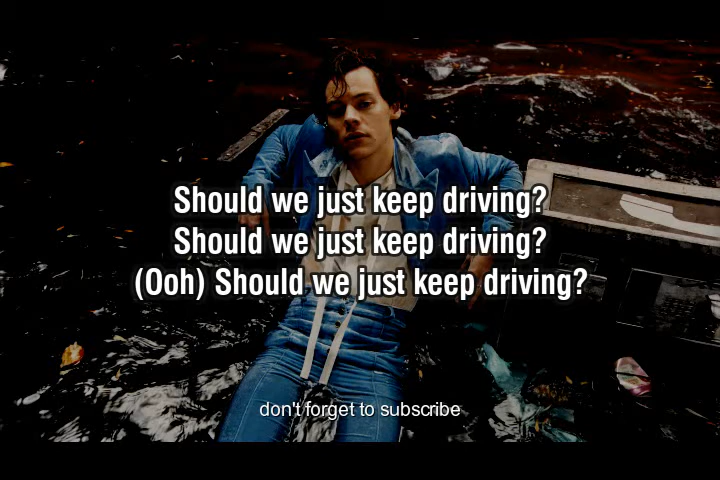 Should we just keep driving?
Should we just keep driving?
(Ooh) Should we just keep driving?
don't forget to subscribe